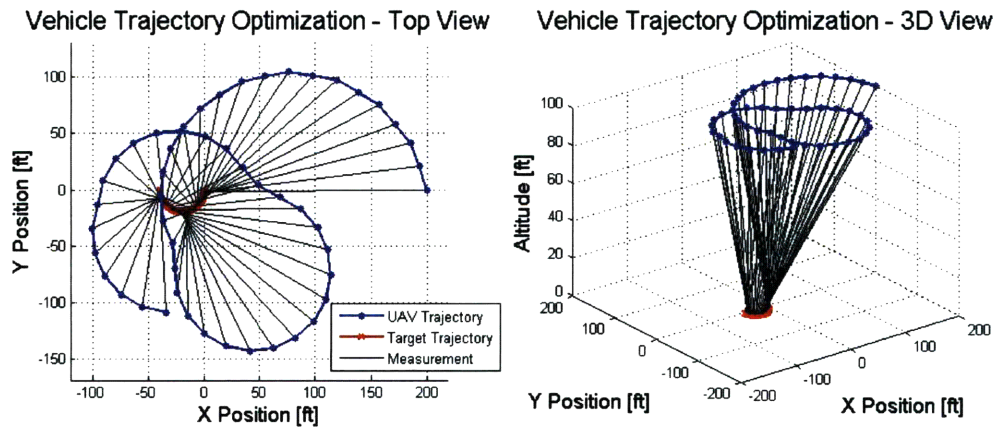 Vehicle Trajectory Optimization - Top View
100
50
0
-50
-100
-150
Y Position [ft]
-100 -50 0 50 100 150 200
X Position [ft]
UAV Trajectory
Target Trajectory
Measurement
Vehicle Trajectory Optimization - 3D View
100
80
60
40
20
0
Altitude [ft]
200
100
0
-100
-200
Y Position [ft]
-200
-100
0
100
200
X Position [ft]